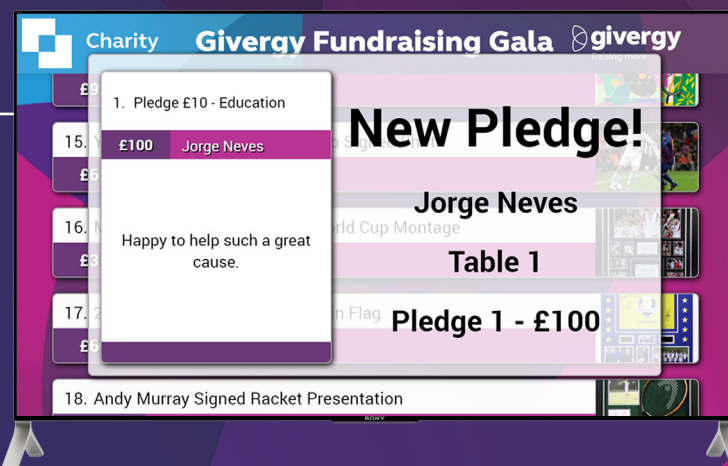 Charity
Givergy Fundraising Gala
givergy
Raising more
1. Pledge £10 - Education
£100 Jorge Neves
Happy to help such a great
cause.
New Pledge!
Jorge Neves
Table 1
Pledge 1 - £100
15.
16.
World Cup Montage
17.
Flag
18. Andy Murray Signed Racket Presentation
SONY